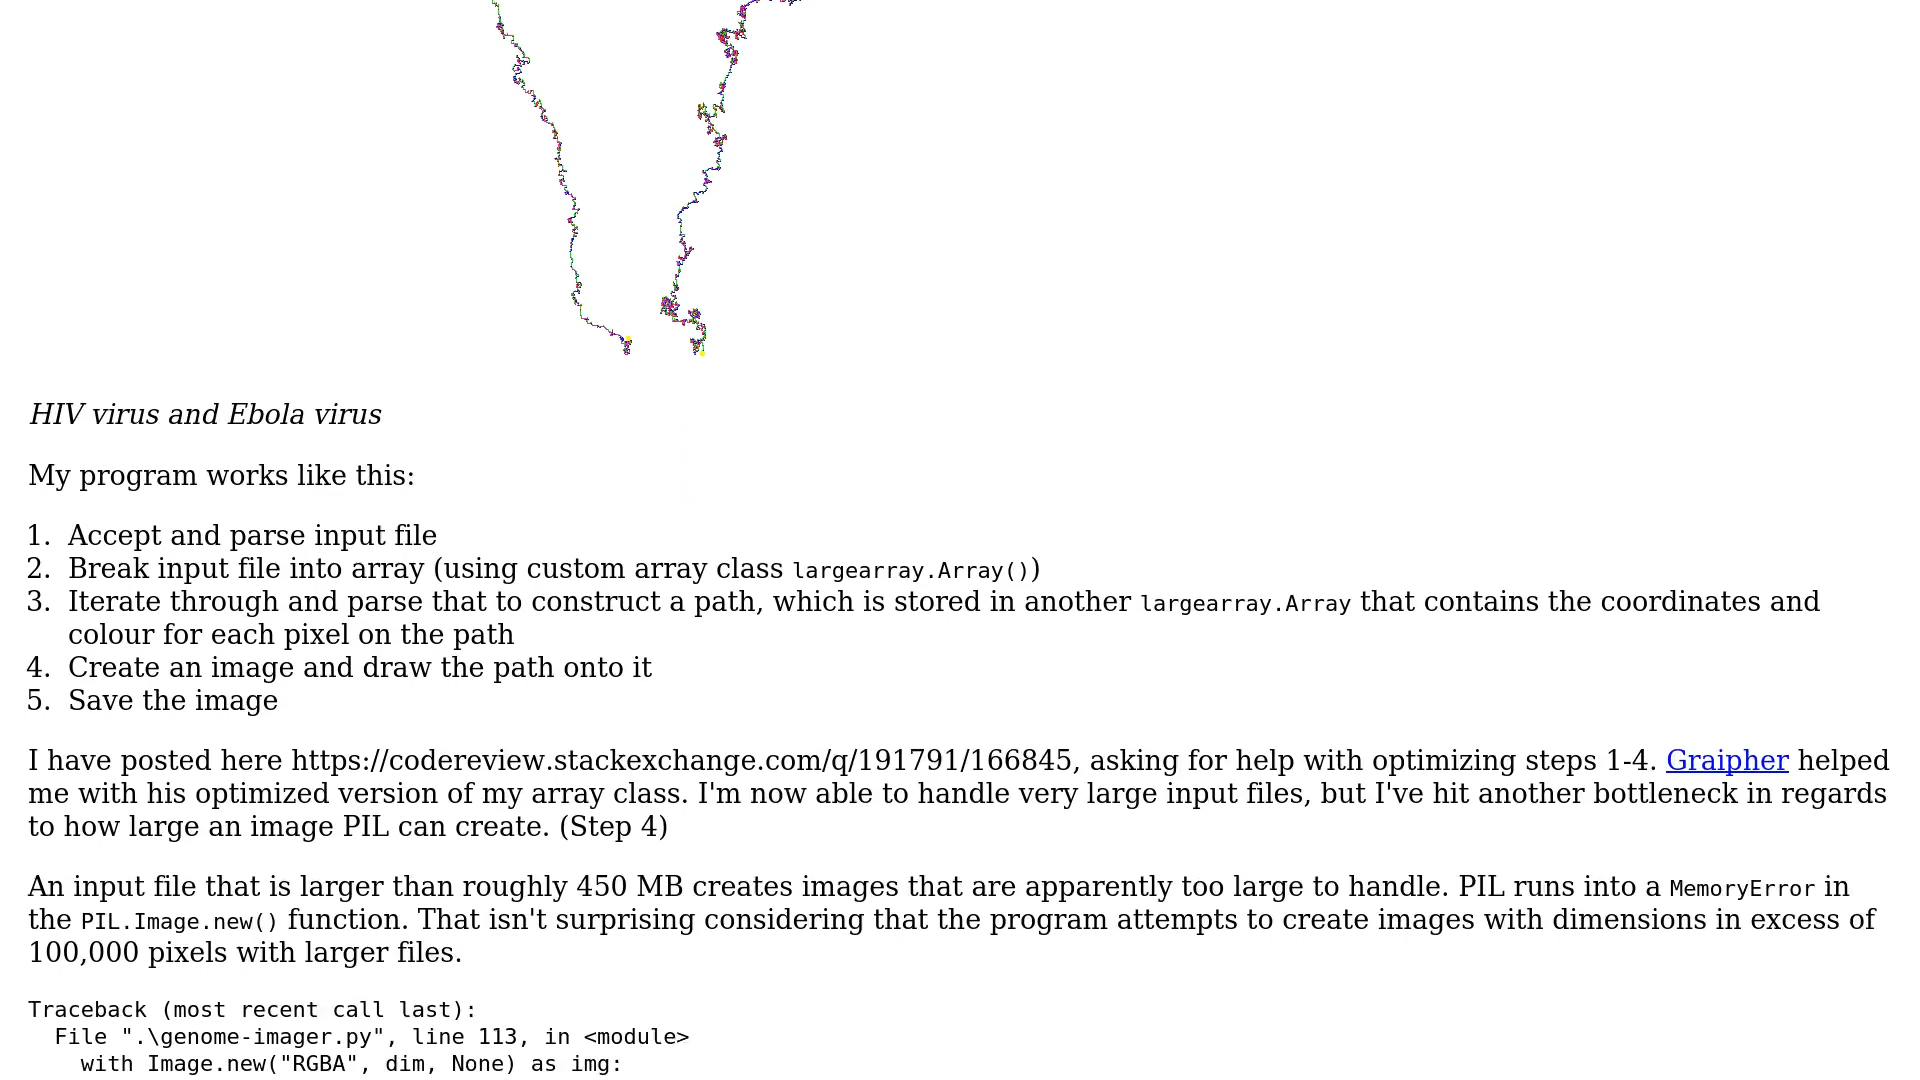 HIV virus and Ebola virus
My program works like this:
1. Accept and parse input file
2. Break input file into array (using custom array class largearray.Array())
3. Iterate through and parse that to construct a path, which is stored in another largearray.Array that contains the coordinates and
colour for each pixel on the path
4. Create an image and draw the path onto it
5. Save the image
I have posted here https://codereview.stackexchange.com/q/191791/166845, asking for help with optimizing steps 1-4. Graipher helped
me with his optimized version of my array class. I'm now able to handle very large input files, but I've hit another bottleneck in regards
to how large an image PIL can create. (Step 4)
An input file that is larger than roughly 450 MB creates images that are apparently too large to handle. PIL runs into a MemoryError in
the PIL.Image.new() function. That isn't surprising considering that the program attempts to create images with dimensions in excess of
100,000 pixels with larger files.
Traceback (most recent call last):
  File ".\genome-imager.py", line 113, in <module>
    with Image.new("RGBA", dim, None) as img: